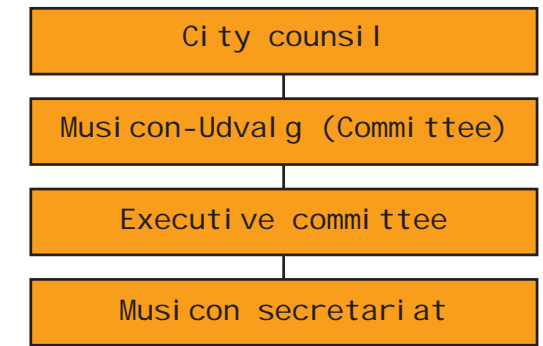 City counsil
Musicon-Udvalg (Committee)
Executive committee
Musicon secretariat